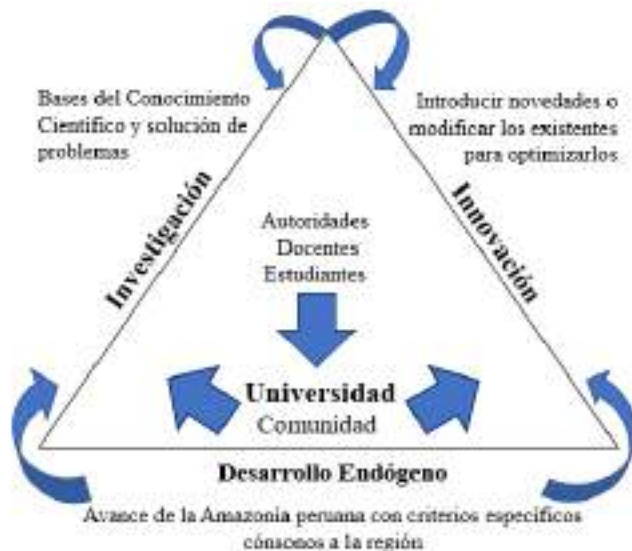 Bases del Conocimiento
Científico y solución de
problemas
Introducir novedades o
modificar los existentes
para optimizarlos
Investigación
Innovación
Autoridades
Docentes
Estudiantes
Universidad
Comunidad
Desarrollo Endógeno
Avance de la Amazonía peruana con criterios específicos
cónsonos a la región